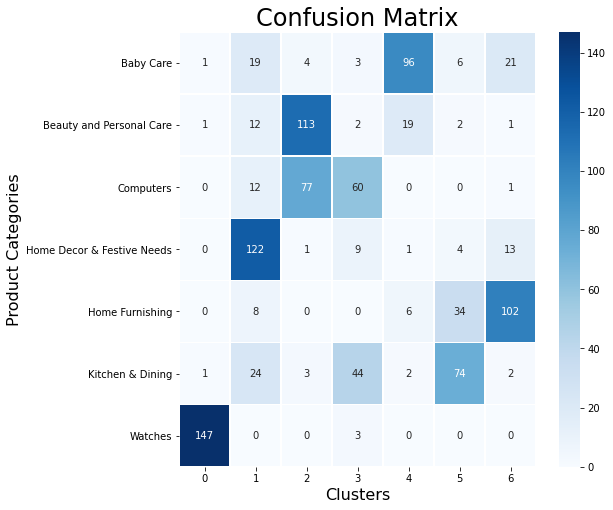 Confusion Matrix
Product Categories
Baby Care 1 19 4 3 96 6 21
Beauty and Personal Care 1 12 113 2 19 2 1
Computers 0 12 77 60 0 0 1
Home Decor & Festive Needs 0 122 1 9 1 4 13
Home Furnishing 0 8 0 0 6 34 102
Kitchen & Dining 1 24 3 44 2 74 2
Watches 147 0 0 3 0 0 0
0 1 2 3 4 5 6
Clusters
140
120
100
80
60
40
20
0